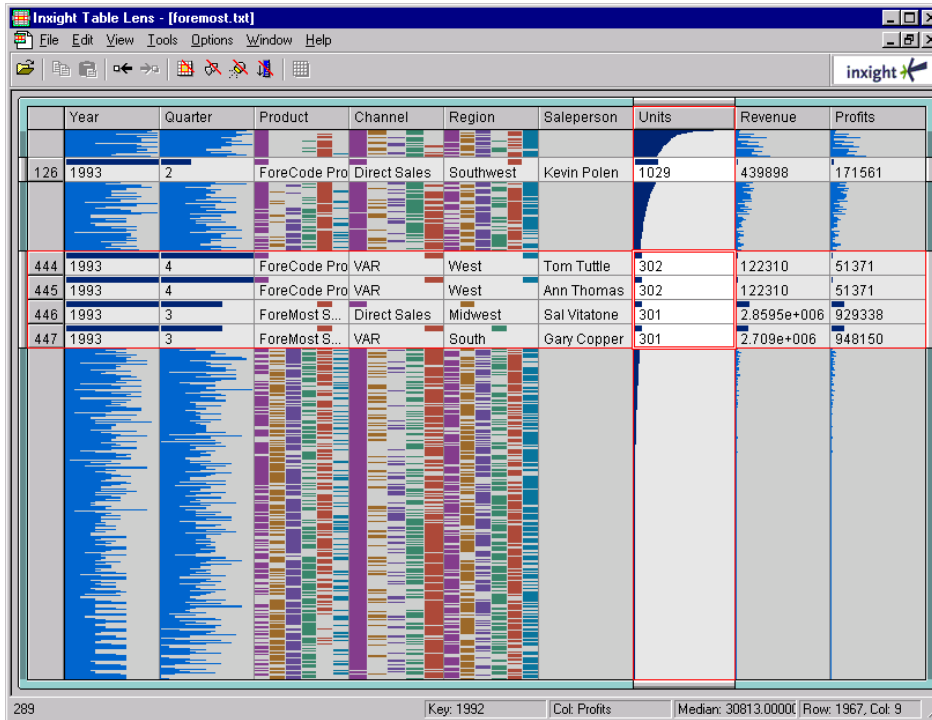 Inxight Table Lens - [foremost.txt]
File Edit View Tools Options Window Help
inxight
Year Quarter Product Channel Region Saleperson Units Revenue Profits
126 1993 2 ForeCode Pro Direct Sales Southwest Kevin Polen 1029 439898 171561
444 1993 4 ForeCode Pro VAR West Tom Tuttle 302 122310 51371
445 1993 4 ForeCode Pro VAR West Ann Thomas 302 122310 51371
446 1993 3 ForeMost S... Direct Sales Midwest Sal Vitatone 301 2.8595e+006 929338
447 1993 3 ForeMost S... VAR South Gary Copper 301 2.709e+006 948150
289 Key: 1992 Col: Profits Median: 30813.0000( Row: 1967, Col: 9